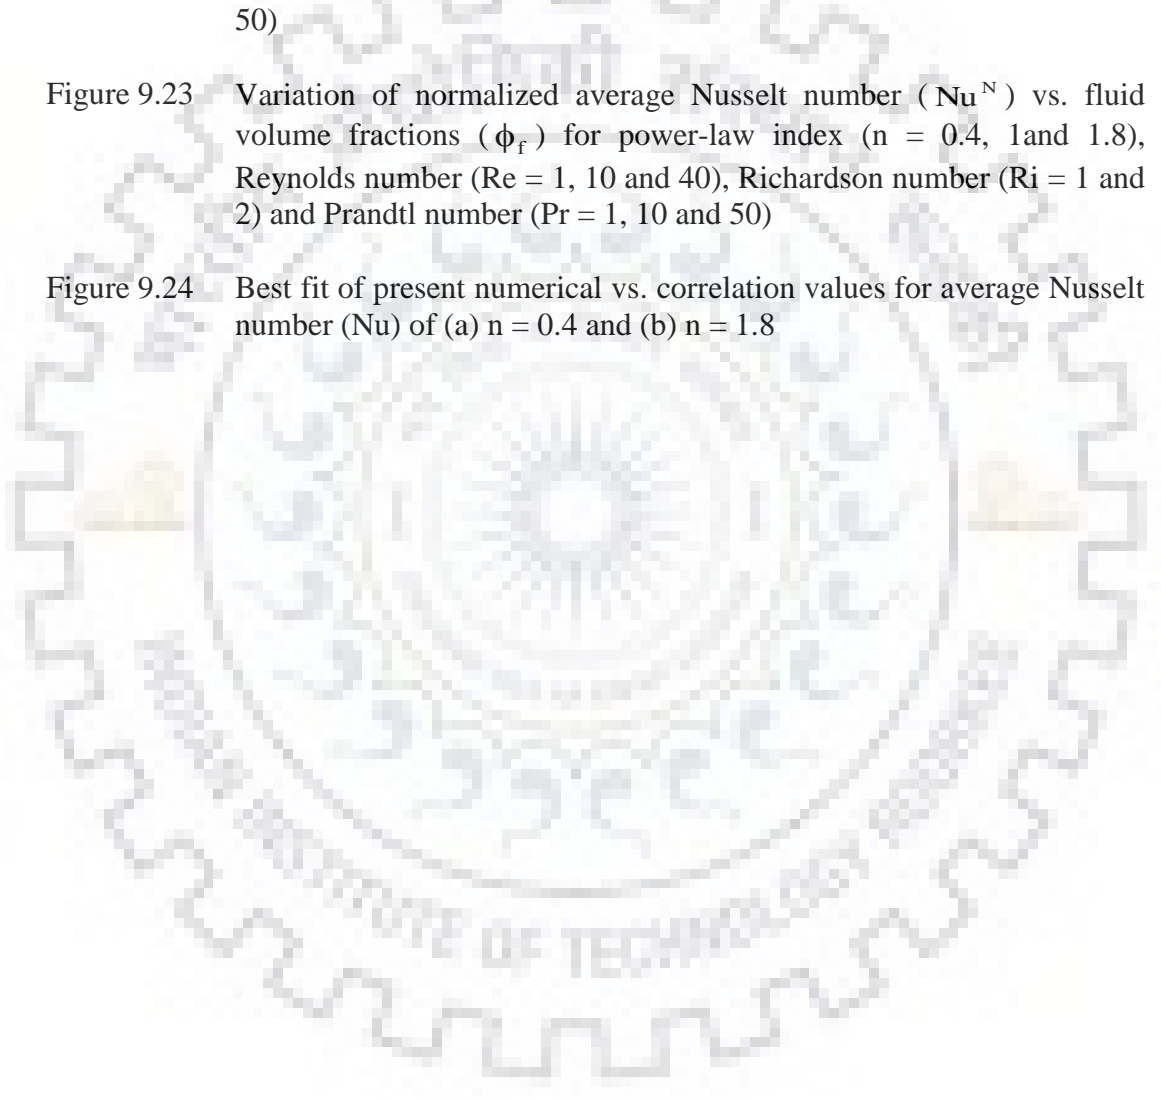 50)
Figure 9.23 Variation of normalized average Nusselt number ( Nu ᴺ ) vs. fluid
volume fractions ( ϕ_f ) for power-law index (n = 0.4, 1and 1.8),
Reynolds number (Re = 1, 10 and 40), Richardson number (Ri = 1 and
2) and Prandtl number (Pr = 1, 10 and 50)
Figure 9.24 Best fit of present numerical vs. correlation values for average Nusselt
number (Nu) of (a) n = 0.4 and (b) n = 1.8
INSTITUTE OF TECHNOLOGY